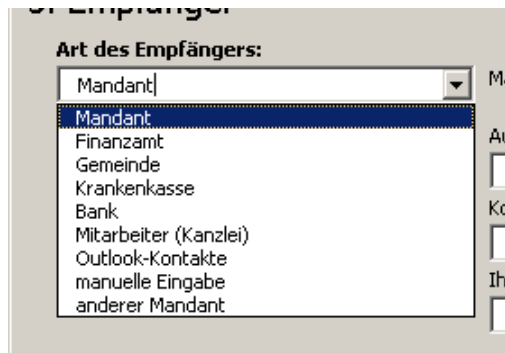 Art des Empfängers:
Mandant
Mandant
Finanzamt
Gemeinde
Krankenkasse
Bank
Mitarbeiter (Kanzlei)
Outlook-Kontakte
manuelle Eingabe
anderer Mandant